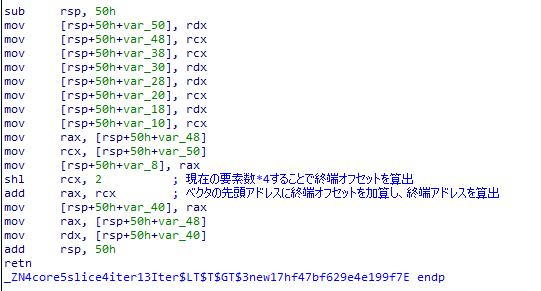 sub rsp, 50h
mov [rsp+50h+var_50], rdx
mov [rsp+50h+var_48], rcx
mov [rsp+50h+var_38], rcx
mov [rsp+50h+var_30], rdx
mov [rsp+50h+var_28], rdx
mov [rsp+50h+var_20], rcx
mov [rsp+50h+var_18], rdx
mov [rsp+50h+var_10], rcx
mov rax, [rsp+50h+var_48]
mov rcx, [rsp+50h+var_50]
mov [rsp+50h+var_8], rax
shl rcx, 2 ; 現在の要素数*4することで終端オフセットを算出
add rax, rcx ; ベクタの先頭アドレスに終端オフセットを加算し、終端アドレスを算出
mov [rsp+50h+var_40], rax
mov rax, [rsp+50h+var_48]
mov rdx, [rsp+50h+var_40]
add rsp, 50h
retn
_ZN4core5slice4iter13Iter$LT$T$GT$3new17hf47bf629e4e199f7E endp